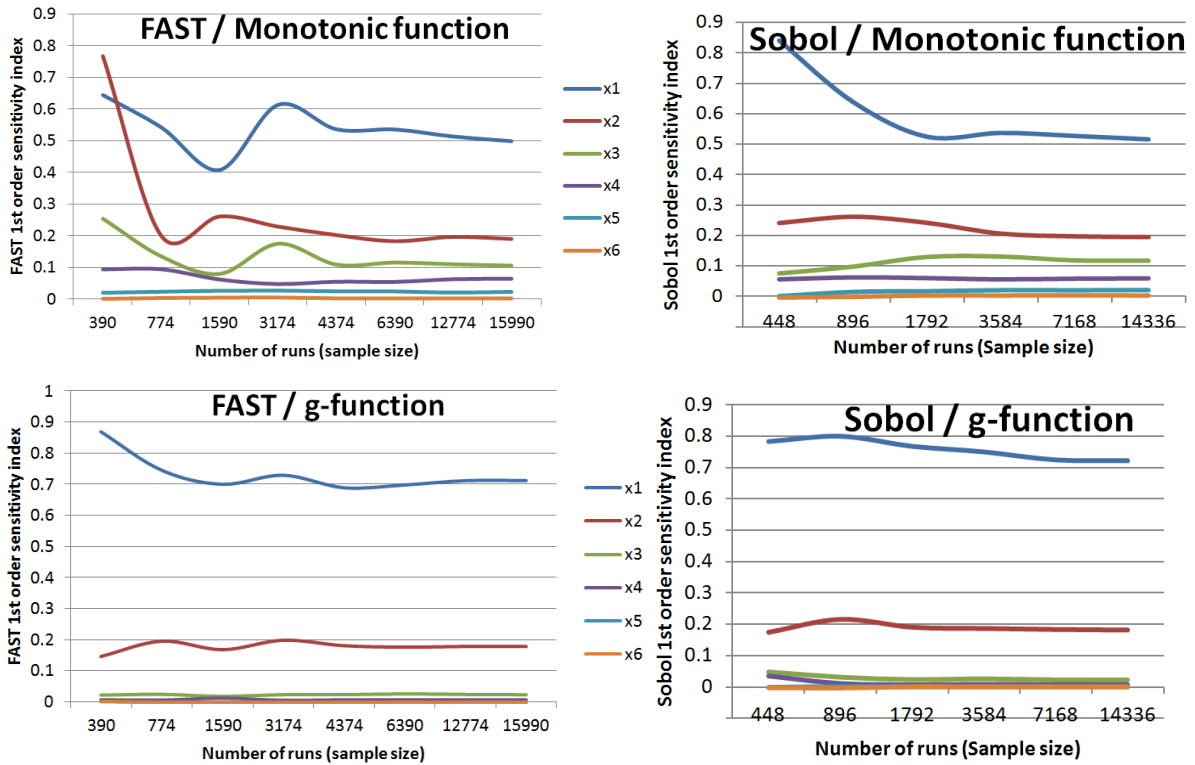 FAST / Monotonic function
FAST 1st order sensitivity index
0.9
0.8
0.7
0.6
0.5
0.4
0.3
0.2
0.1
0
390 774 1590 3174 4374 6390 12774 15990
Number of runs (sample size)
x1
x2
x3
x4
x5
x6
Sobol / Monotonic function
Sobol 1st order sensitivity index
0.9
0.8
0.7
0.6
0.5
0.4
0.3
0.2
0.1
0
448 896 1792 3584 7168 14336
Number of runs (Sample size)
FAST / g-function
FAST 1st order sensitivity index
1
0.9
0.8
0.7
0.6
0.5
0.4
0.3
0.2
0.1
0
390 774 1590 3174 4374 6390 12774 15990
Number of runs (sample size)
x1
x2
x3
x4
x5
x6
Sobol / g-function
Sobol 1st order sensitivity index
0.9
0.8
0.7
0.6
0.5
0.4
0.3
0.2
0.1
0
448 896 1792 3584 7168 14336
Number of runs (Sample size)